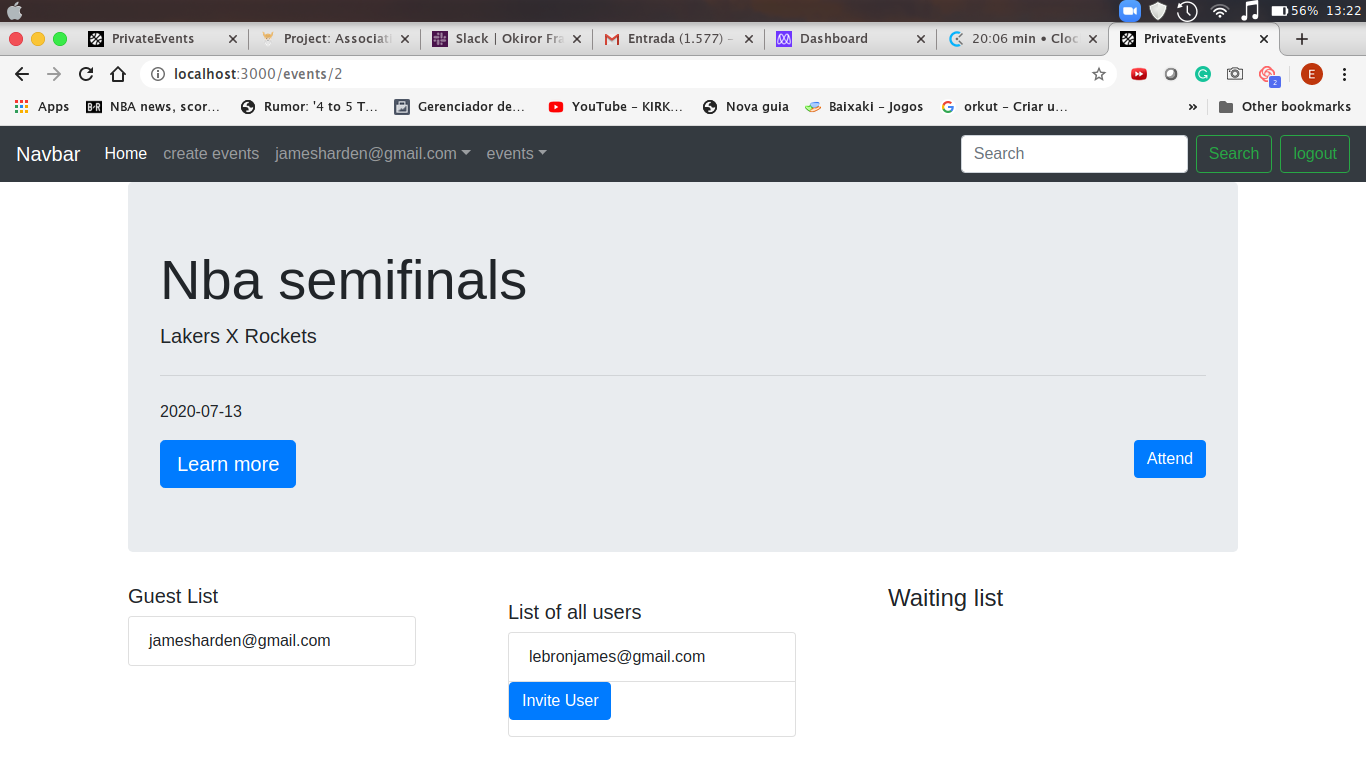 56% 13:22
PrivateEvents Project: Associati Slack | Okiror Fra Entrada (1.577) – Dashboard 20:06 min • Cloc PrivateEvents
localhost:3000/events/2 2 E
Apps B/R NBA news, scor... Rumor: '4 to 5 T... Gerenciador de... YouTube – KIRK... Nova guia Baixaki – Jogos orkut – Criar u... » Other bookmarks
Navbar Home create events jamesharden@gmail.com events Search Search logout
Nba semifinals
Lakers X Rockets
2020-07-13
Learn more Attend
Guest List
jamesharden@gmail.com
List of all users
lebronjames@gmail.com
Invite User
Waiting list